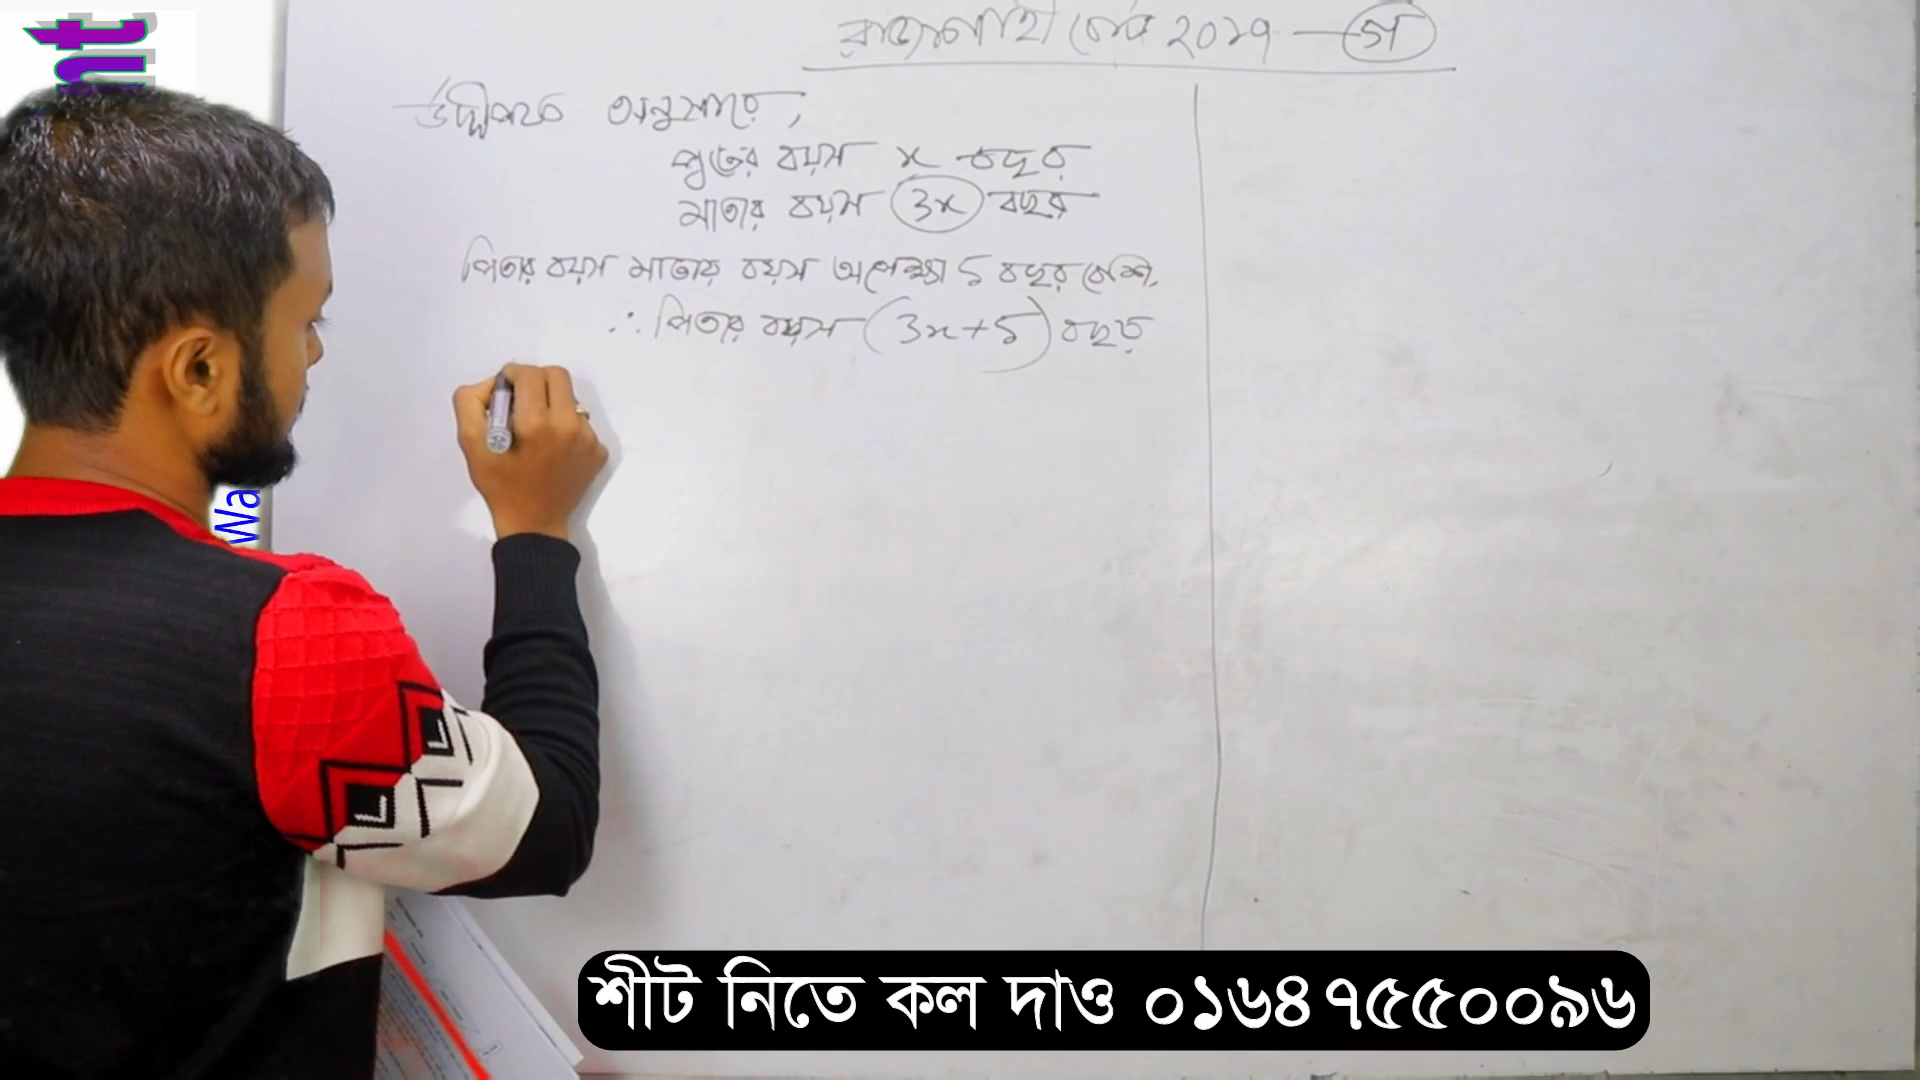 রাজশাহী বোর্ড ২০১৭ — গ
উদ্দীপক অনুসারে,
পুত্রের বয়স x বছর
মাতার বয়স 3x বছর
পিতার বয়স মাতার বয়স অপেক্ষা 5 বছর বেশি,
∴ পিতার বয়স (3x+5) বছর
Wa
শীট নিতে কল দাও ০১৬৪৭৫৫০০৯৬